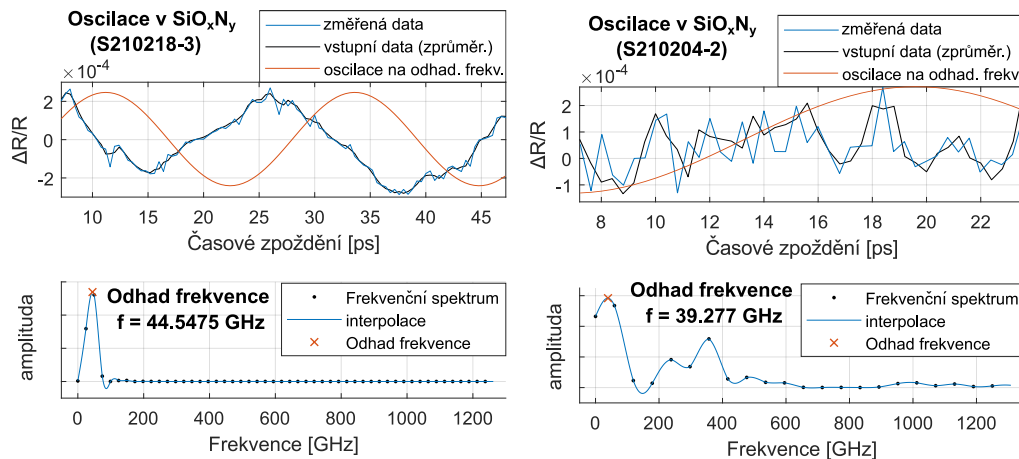 Oscilace v SiOₓNᵧ
(S210218-3)
změřená data
vstupní data (zprůměr.)
oscilace na odhad. frekv.
× 10⁻⁴
2
0
-2
ΔR/R
10 15 20 25 30 35 40 45
Časové zpoždění [ps]
Oscilace v SiOₓNᵧ
(S210204-2)
změřená data
vstupní data (zprůměr.)
oscilace na odhad. frekv.
× 10⁻⁴
2
1
0
-1
ΔR/R
8 10 12 14 16 18 20 22
Časové zpoždění [ps]
amplituda
Odhad frekvence
f = 44.5475 GHz
Frekvenční spektrum
interpolace
Odhad frekvence
0 200 400 600 800 1000 1200
Frekvence [GHz]
amplituda
Odhad frekvence
f = 39.277 GHz
Frekvenční spektrum
interpolace
Odhad frekvence
0 200 400 600 800 1000 1200
Frekvence [GHz]